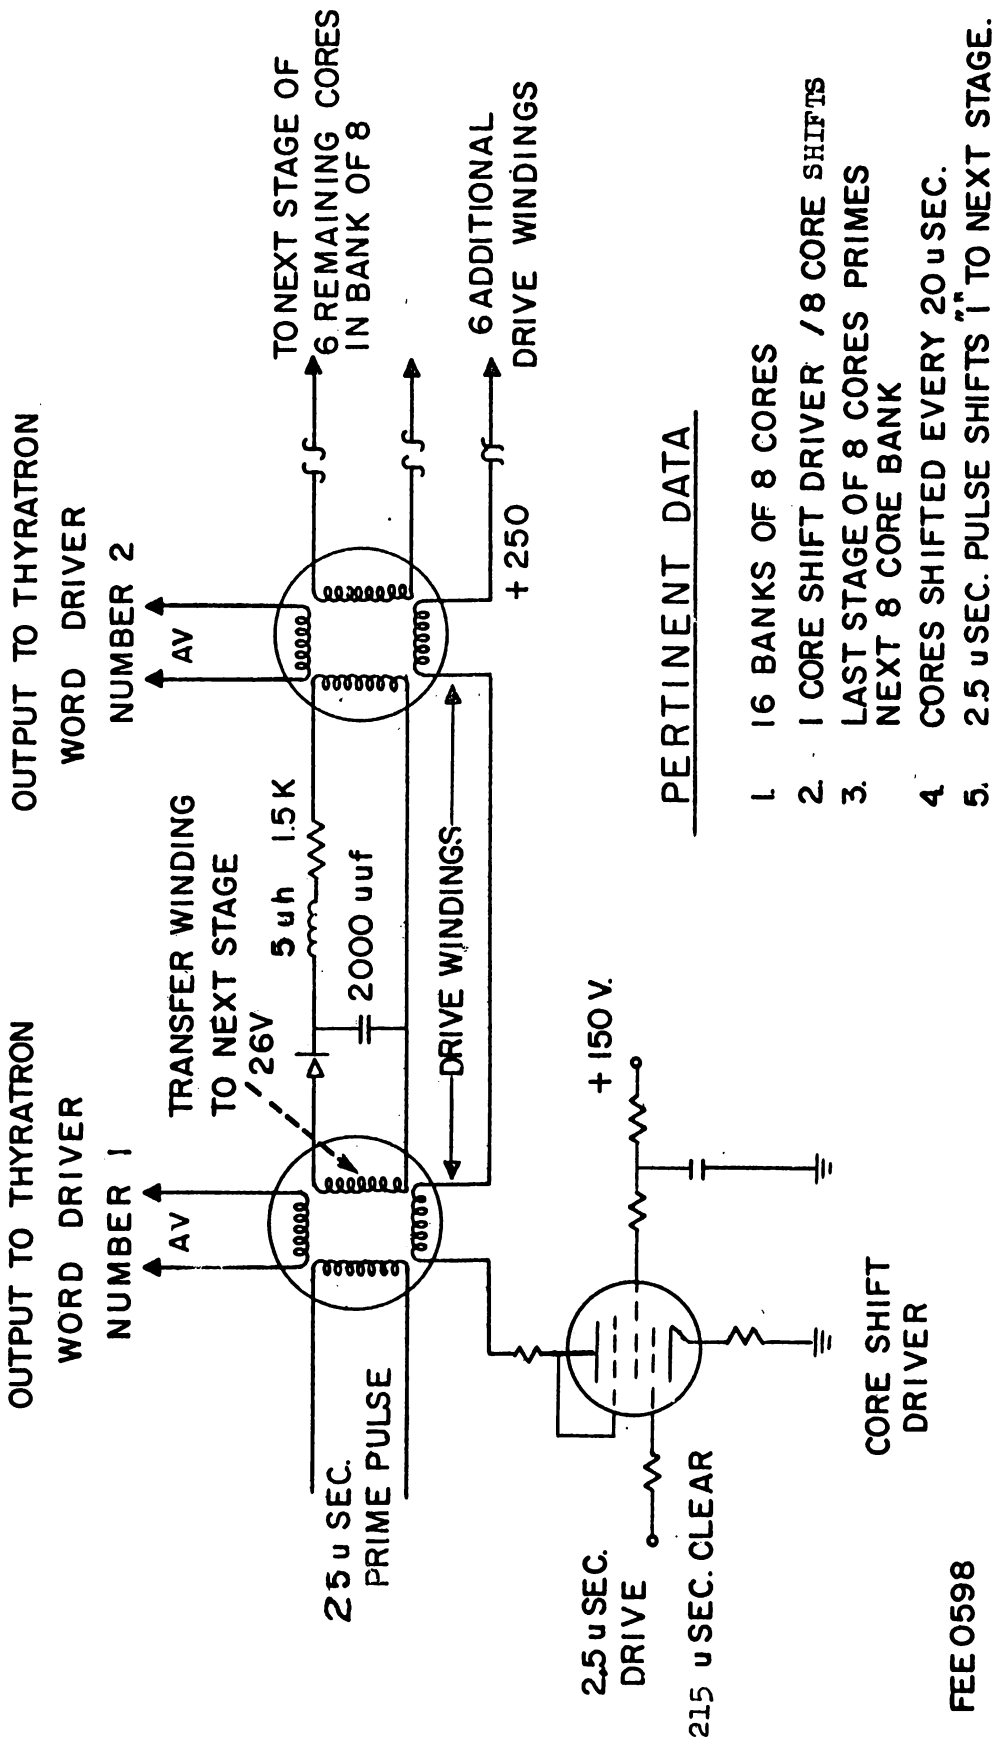 OUTPUT TO THYRATRON
WORD DRIVER
NUMBER 1
OUTPUT TO THYRATRON
WORD DRIVER
NUMBER 2
AV
AV
TRANSFER WINDING
TO NEXT STAGE
26V
5 uh 1.5K
2000 uuf
TO NEXT STAGE OF
6 REMAINING CORES
IN BANK OF 8
25 u SEC.
PRIME PULSE
DRIVE WINDINGS
6 ADDITIONAL
DRIVE WINDINGS
+ 250
2.5 u SEC.
DRIVE
215 u SEC. CLEAR
+ 150 V.
CORE SHIFT
DRIVER
PERTINENT DATA
1. 16 BANKS OF 8 CORES
2. 1 CORE SHIFT DRIVER /8 CORE SHIFTS
3. LAST STAGE OF 8 CORES PRIMES
NEXT 8 CORE BANK
4 CORES SHIFTED EVERY 20 u SEC.
5. 2.5 u SEC. PULSE SHIFTS "1" TO NEXT STAGE.
FEE 0598